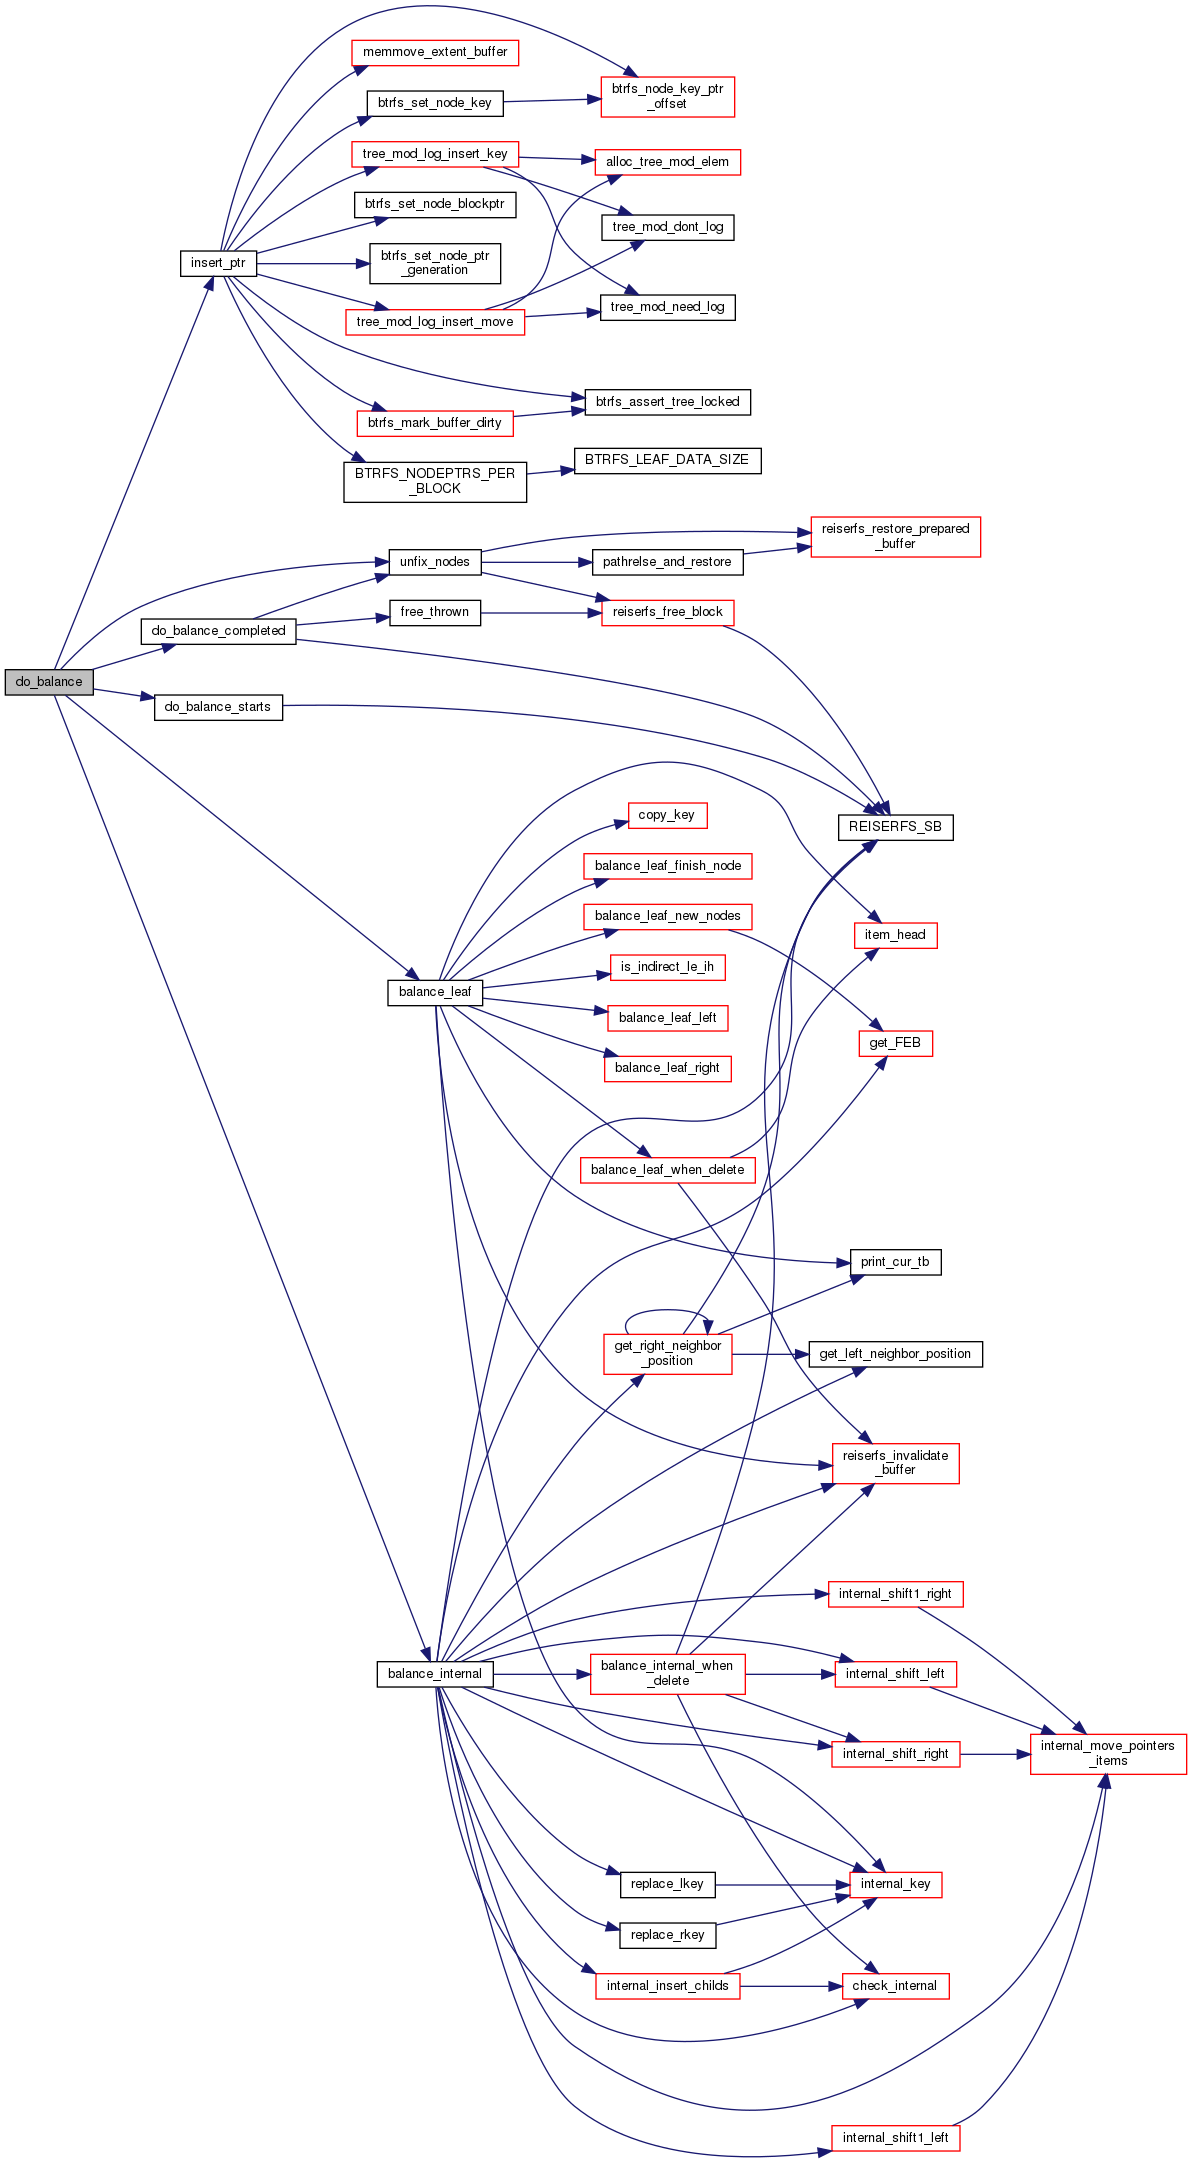 memmove_extent_buffer
btrfs_node_key_ptr
_offset
btrfs_set_node_key
tree_mod_log_insert_key
alloc_tree_mod_elem
btrfs_set_node_blockptr
tree_mod_dont_log
insert_ptr
btrfs_set_node_ptr
_generation
tree_mod_need_log
tree_mod_log_insert_move
btrfs_assert_tree_locked
btrfs_mark_buffer_dirty
BTRFS_LEAF_DATA_SIZE
BTRFS_NODEPTRS_PER
_BLOCK
reiserfs_restore_prepared
_buffer
unfix_nodes
pathrelse_and_restore
free_thrown
reiserfs_free_block
do_balance_completed
do_balance
do_balance_starts
copy_key
REISERFS_SB
balance_leaf_finish_node
balance_leaf_new_nodes
item_head
is_indirect_le_ih
balance_leaf
balance_leaf_left
get_FEB
balance_leaf_right
balance_leaf_when_delete
print_cur_tb
get_right_neighbor
_position
get_left_neighbor_position
reiserfs_invalidate
_buffer
internal_shift1_right
balance_internal
balance_internal_when
_delete
internal_shift_left
internal_shift_right
internal_move_pointers
_items
replace_lkey
internal_key
replace_rkey
internal_insert_childs
check_internal
internal_shift1_left